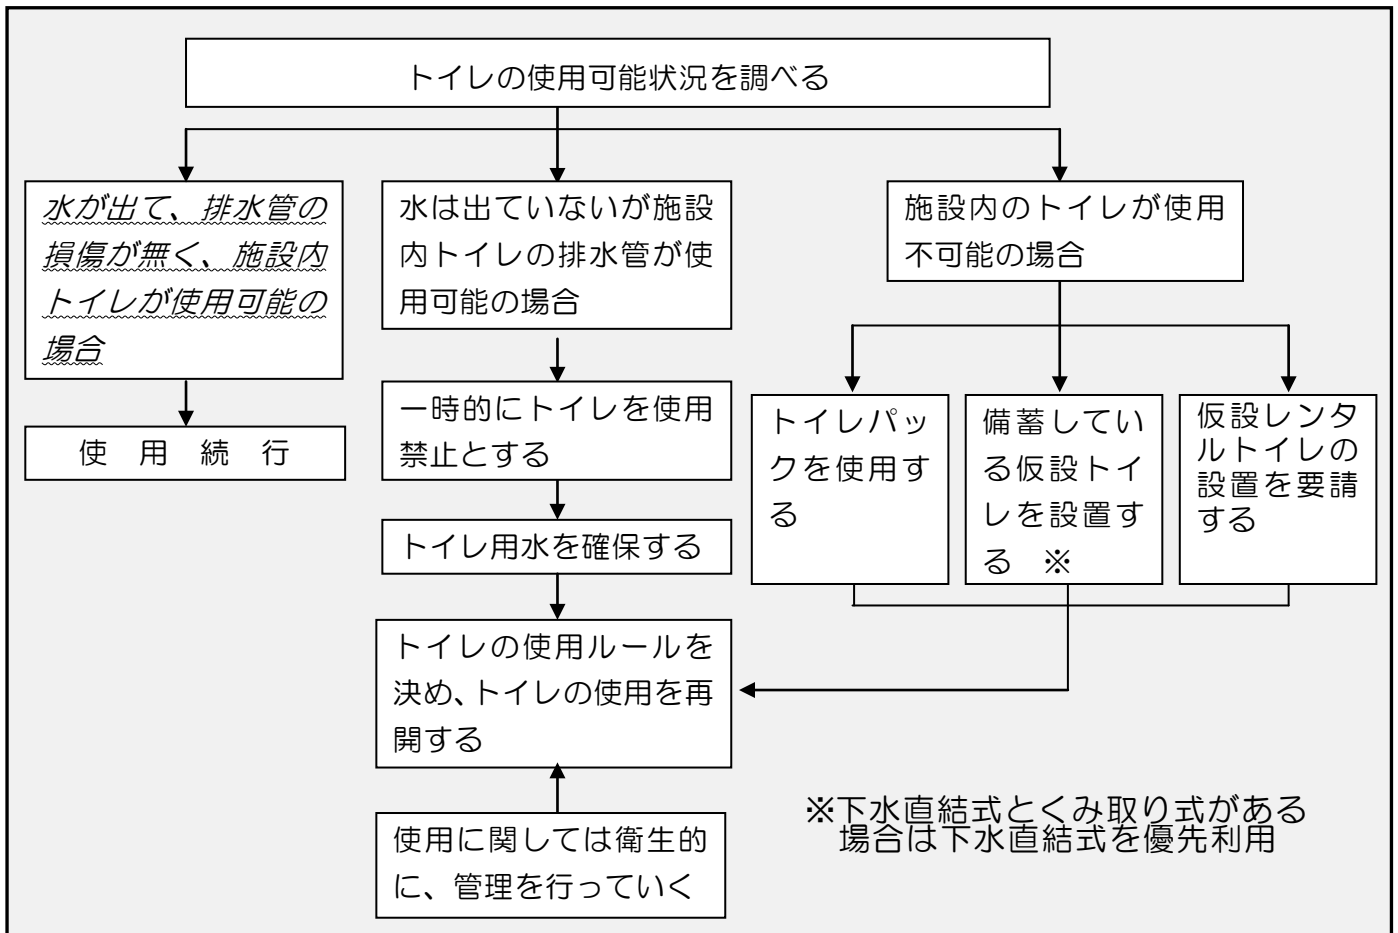 トイレの使用可能状況を調べる
水が出て、排水管の
損傷が無く、施設内
トイレが使用可能の
場合
使　用　続　行
水は出ていないが施設
内トイレの排水管が使
用可能の場合
一時的にトイレを使用
禁止とする
トイレ用水を確保する
トイレの使用ルールを
決め、トイレの使用を再
開する
使用に関しては衛生的
に、管理を行っていく
施設内のトイレが使用
不可能の場合
トイレパッ
クを使用す
る
備蓄してい
る仮設トイ
レを設置す
る　※
仮設レンタ
ルトイレの
設置を要請
する
※下水直結式とくみ取り式がある
場合は下水直結式を優先利用